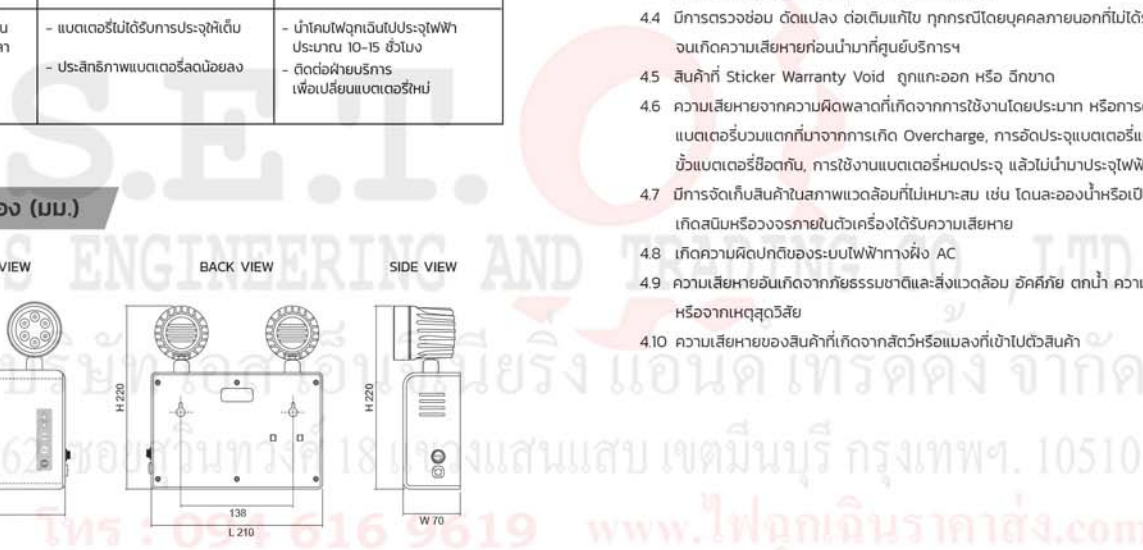 - แบตเตอรี่ไม่ได้รับการประจุให้เต็ม
- ประสิทธิภาพแบตเตอรี่ลดน้อยลง
- นำโคมไฟฉุกเฉินไปประจุไฟฟ้า
ประมาณ 10-15 ชั่วโมง
- ติดต่อฝ่ายบริการ
เพื่อเปลี่ยนแบตเตอรี่ใหม่
(มม.)
VIEW
BACK VIEW
SIDE VIEW
H 220
138
L 210
H 220
W 70
4.4 มีการตรวจซ่อม ดัดแปลง ต่อเติมแก้ไข ทุกกรณีโดยบุคคลภายนอกที่ไม่ได้
จนเกิดความเสียหายก่อนนำมาที่ศูนย์บริการฯ
4.5 สินค้าที่ Sticker Warranty Void ถูกแกะออก หรือ ฉีกขาด
4.6 ความเสียหายจากความผิดพลาดที่เกิดจากการใช้งานโดยประมาท หรือการ
แบตเตอรี่บวมแตกที่มาจากการเกิด Overcharge, การอัดประจุแบตเตอรี่
ขั้วแบตเตอรี่ช๊อตกัน, การใช้งานแบตเตอรี่หมดประจุ แล้วไม่นำมาประจุไฟฟ้
4.7 มีการจัดเก็บสินค้าในสภาพแวดล้อมที่ไม่เหมาะสม เช่น โดนละอองน้ำหรือ
เกิดสนิมหรือวงจรภายในตัวเครื่องได้รับความเสียหาย
4.8 เกิดความผิดปกติของระบบไฟฟ้าทางฝั่ง AC
4.9 ความเสียหายอันเกิดจากภัยธรรมชาติและสิ่งแวดล้อม อัคคีภัย ตกน้ำ
หรือจากเหตุสุดวิสัย
4.10 ความเสียหายของสินค้าที่เกิดจากสัตว์หรือแมลงที่เข้าไปตัวสินค้า
S.E.T.
S ENGINEERING AND TRADING CO., LTD
บริษัท เอส เอ็นจิเนียริ่ง แอนด์ เทรดดิ้ง จำกัด
62 ซอยสุวินทวงศ์ 18 แขวงแสนแสบ เขตมีนบุรี กรุงเทพฯ. 10510
โทร : 094 616 9619 www.ไฟฉุกเฉินราคาส่ง.com